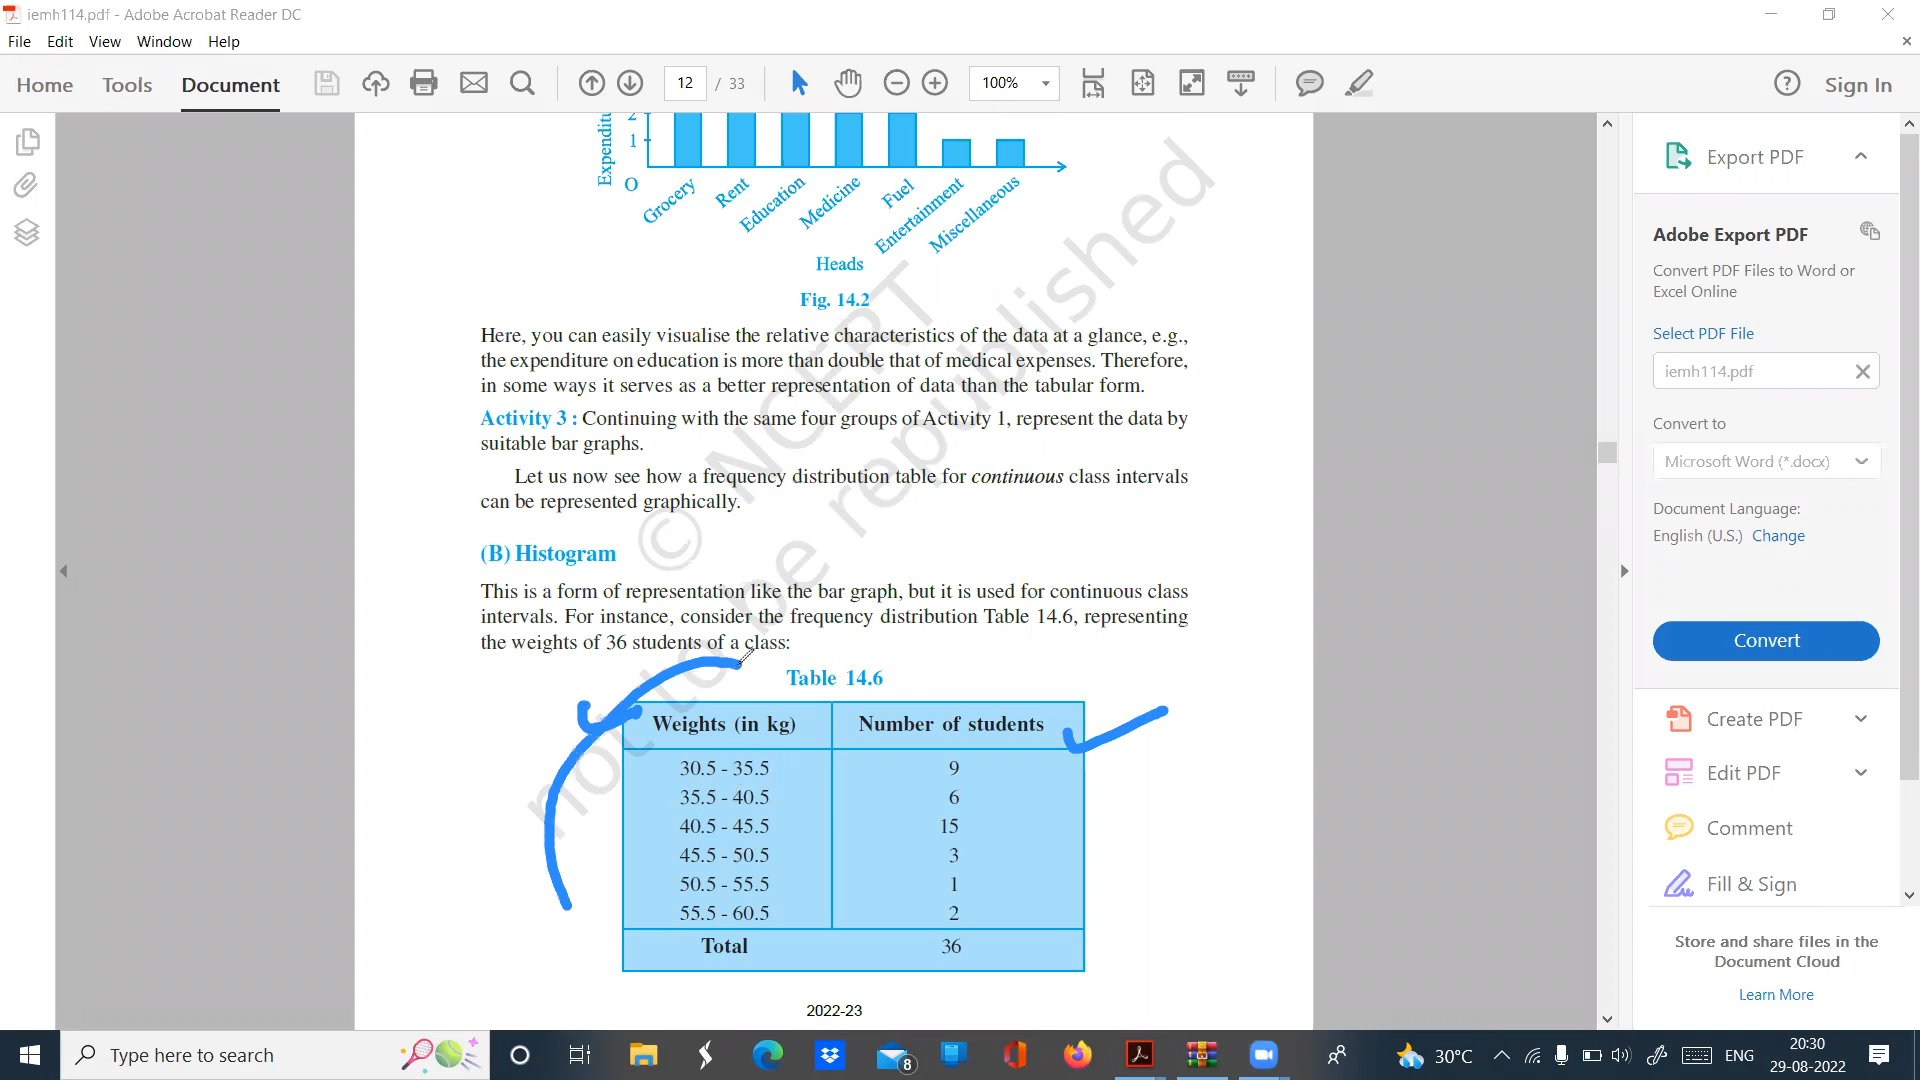 iemh114.pdf - Adobe Acrobat Reader DC
File Edit View Window Help
Home Tools Document 12 / 33 100% Sign In
Expenditu
2
1
O
Grocery Rent Education Medicine Fuel Entertainment Miscellaneous
Heads
Fig. 14.2
Here, you can easily visualise the relative characteristics of the data at a glance, e.g.,
the expenditure on education is more than double that of medical expenses. Therefore,
in some ways it serves as a better representation of data than the tabular form.
Activity 3 : Continuing with the same four groups of Activity 1, represent the data by
suitable bar graphs.
Let us now see how a frequency distribution table for continuous class intervals
can be represented graphically.
(B) Histogram
This is a form of representation like the bar graph, but it is used for continuous class
intervals. For instance, consider the frequency distribution Table 14.6, representing
the weights of 36 students of a class:
Table 14.6
Weights (in kg) Number of students
30.5 - 35.5 9
35.5 - 40.5 6
40.5 - 45.5 15
45.5 - 50.5 3
50.5 - 55.5 1
55.5 - 60.5 2
Total 36
2022-23
© NCERT
not to be republished
Export PDF
Adobe Export PDF
Convert PDF Files to Word or
Excel Online
Select PDF File
iemh114.pdf
Convert to
Microsoft Word (*.docx)
Document Language:
English (U.S.) Change
Convert
Create PDF
Edit PDF
Comment
Fill & Sign
Store and share files in the
Document Cloud
Learn More
Type here to search
8
30°C
ENG
20:30
29-08-2022